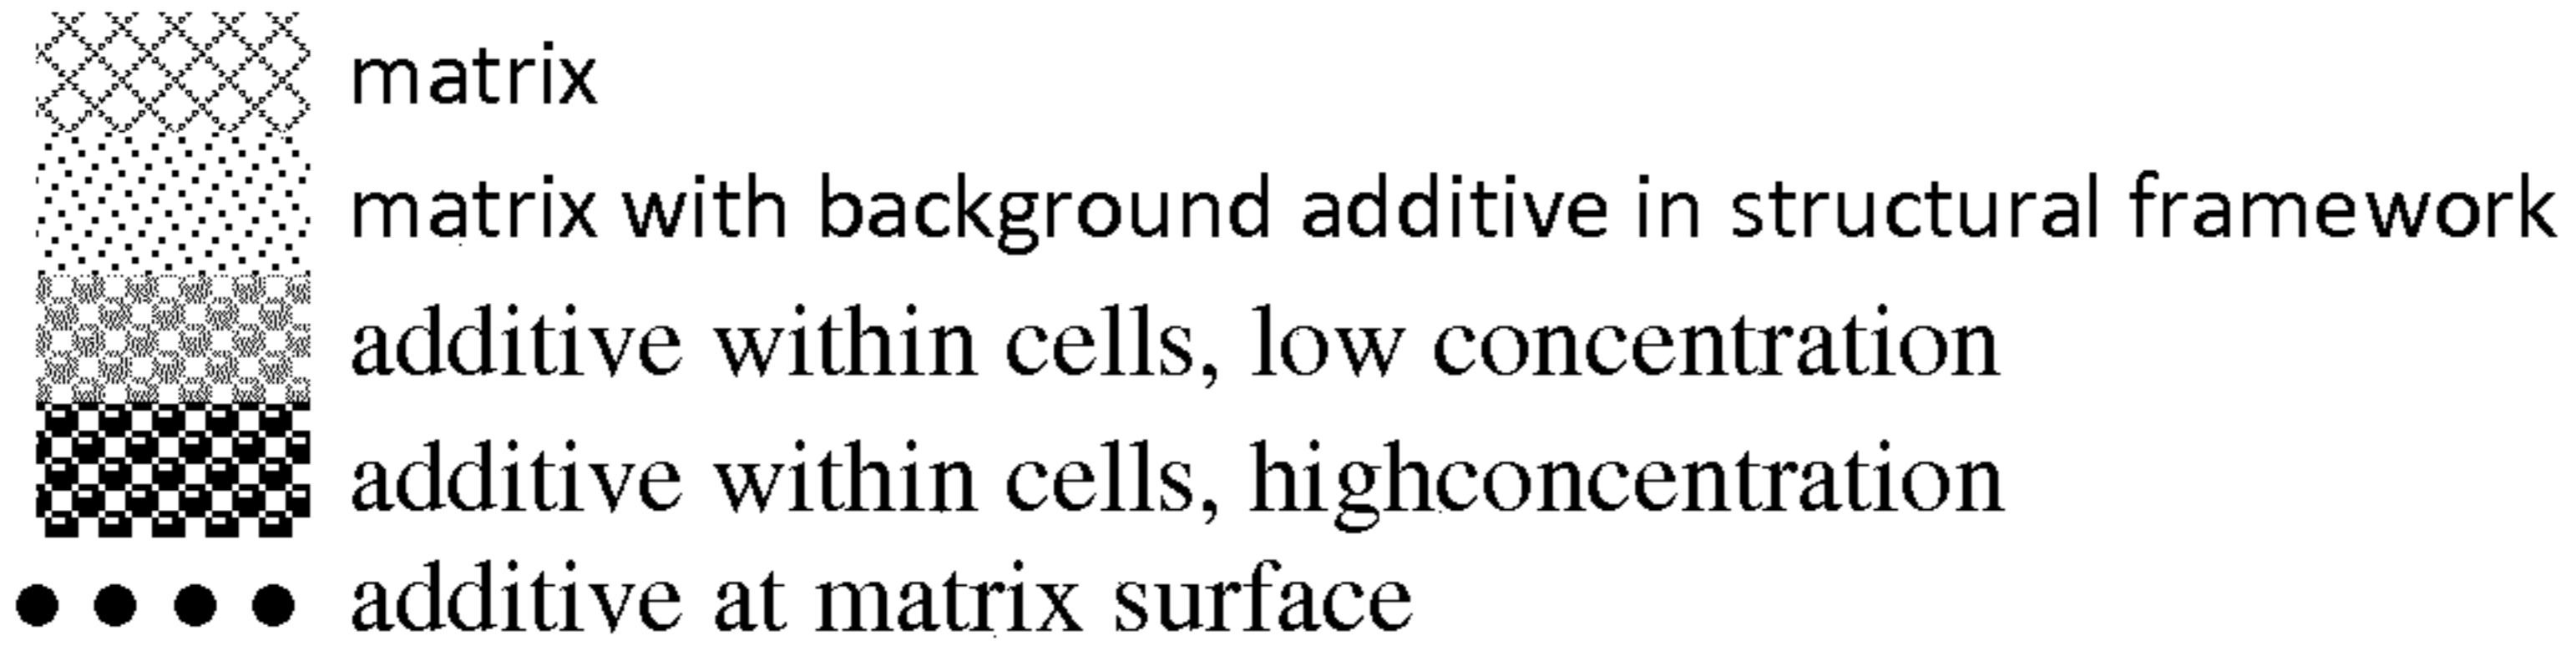 matrix
matrix with background additive in structural framework
additive within cells, low concentration
additive within cells, highconcentration
additive at matrix surface